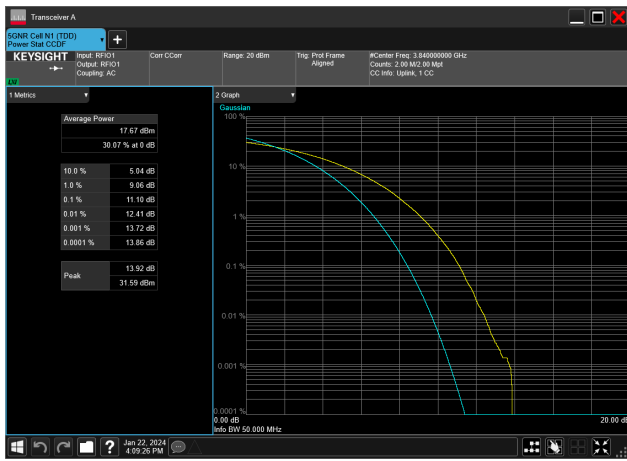 Transceiver A
5GNR Cell N1 (TDD)
Power Stat CCDF
KEYSIGHT
Input: RFIO1
Output: RFIO1
Coupling: AC
Corr CCorr
Range: 20 dBm
Trig: Prot Frame
Aligned
#Center Freq: 3.840000000 GHz
Counts: 2.00 M/2.00 Mpt
CC Info: Uplink, 1 CC
1 Metrics
2 Graph
Average Power
17.67 dBm
30.07 % at 0 dB
10.0 % 5.04 dB
1.0 % 9.06 dB
0.1 % 11.10 dB
0.01 % 12.41 dB
0.001 % 13.72 dB
0.0001 % 13.86 dB
Peak
13.92 dB
31.59 dBm
Gaussian
100 %
10 %
1 %
0.1 %
0.01 %
0.001 %
0.0001 %
0.00 dB
20.00 dB
Info BW 50.000 MHz
Jan 22, 2024
4:09:26 PM